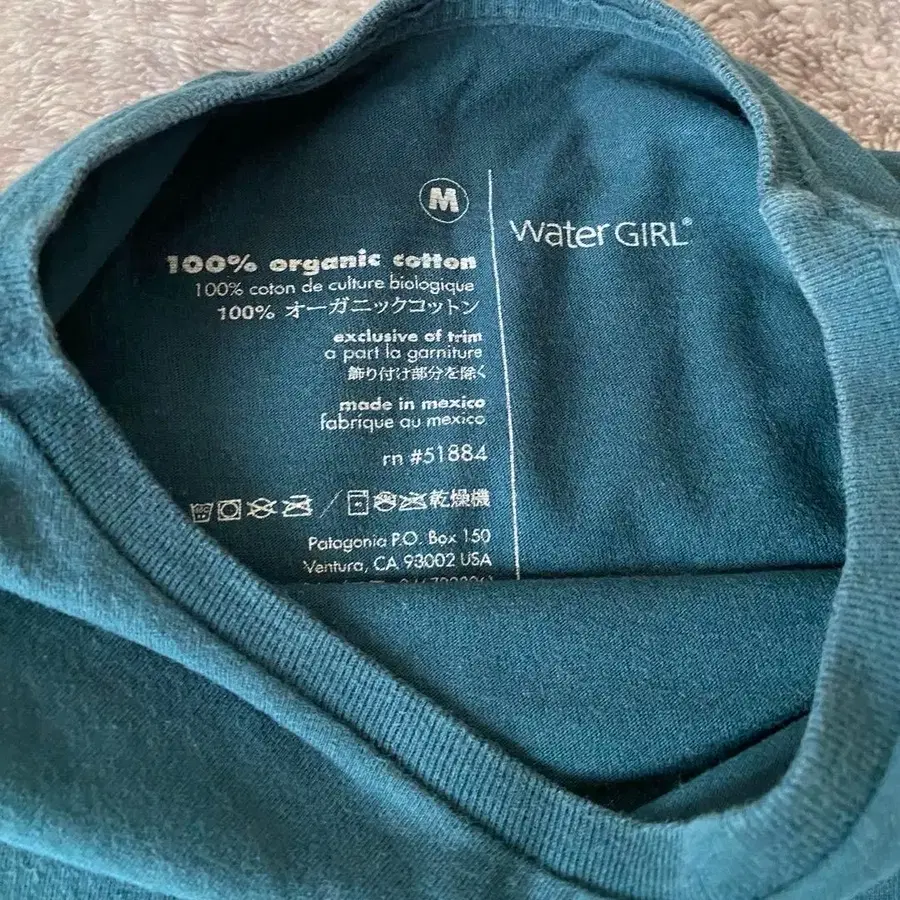 M
water GIRL®
100% organic cotton
100% coton de culture biologique
100% オーガニックコットン
exclusive of trim
a part la garniture
飾り付け部分を除く
made in mexico
fabrique au mexico
rn #51884
乾燥機
Patagonia P.O. Box 150
Ventura, CA 93002 USA